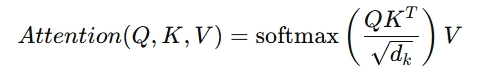 Attention(Q, K, V) = softmax(QK^T / √d_k) V